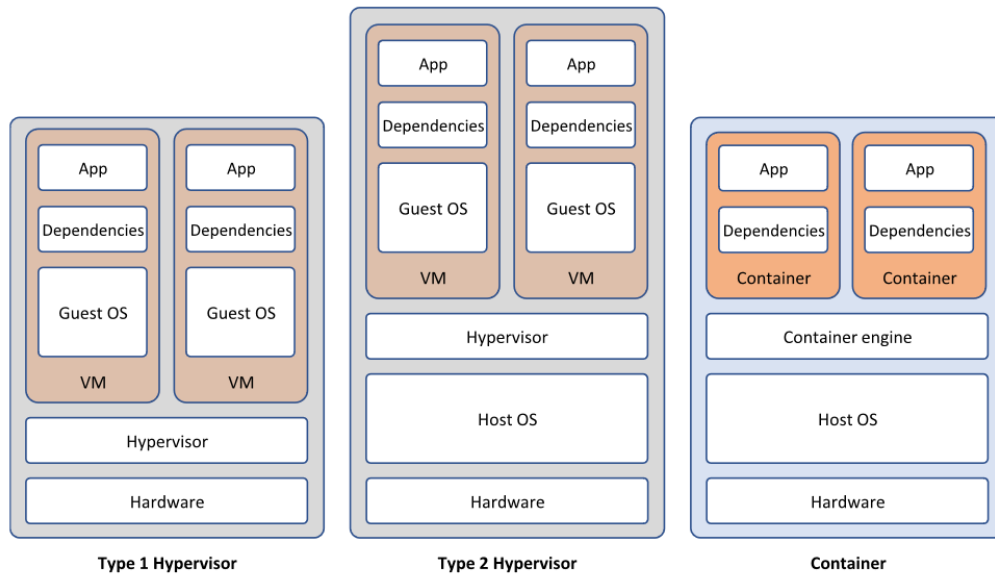 App
App
Dependencies
Dependencies
Guest OS
Guest OS
VM
VM
Hypervisor
Hardware
Type 1 Hypervisor
App
App
Dependencies
Dependencies
Guest OS
Guest OS
VM
VM
Hypervisor
Host OS
Hardware
Type 2 Hypervisor
App
App
Dependencies
Dependencies
Container
Container
Container engine
Host OS
Hardware
Container